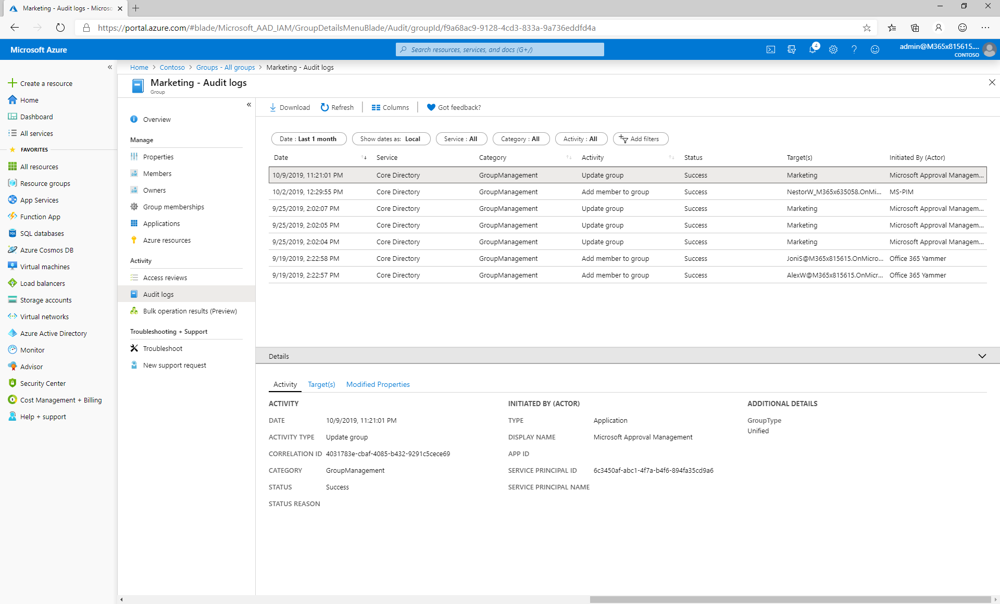 Marketing - Audit logs - Microso
https://portal.azure.com/#blade/Microsoft_AAD_IAM/GroupDetailsMenuBlade/Audit/groupId/f9a68ac9-9128-4cd3-833a-9a736eddfd4a
Microsoft Azure
Search resources, services, and docs (G+/)
4
admin@M365x815615....
CONTOSO
Home > Contoso > Groups - All groups > Marketing - Audit logs
Marketing - Audit logs
Group
Create a resource
Home
Dashboard
All services
FAVORITES
All resources
Resource groups
App Services
Function App
SQL databases
Azure Cosmos DB
Virtual machines
Load balancers
Storage accounts
Virtual networks
Azure Active Directory
Monitor
Advisor
Security Center
Cost Management + Billing
Help + support
Overview
Manage
Properties
Members
Owners
Group memberships
Applications
Azure resources
Activity
Access reviews
Audit logs
Bulk operation results (Preview)
Troubleshooting + Support
Troubleshoot
New support request
Download Refresh Columns Got feedback?
Date : Last 1 month Show dates as: Local Service : All Category : All Activity : All Add filters
Date Service Category Activity Status Target(s) Initiated By (Actor)
10/9/2019, 11:21:01 PM Core Directory GroupManagement Update group Success Marketing Microsoft Approval Managem...
10/2/2019, 12:29:55 PM Core Directory GroupManagement Add member to group Success NestorW_M365x635058.OnMi... MS-PIM
9/25/2019, 2:02:07 PM Core Directory GroupManagement Update group Success Marketing Microsoft Approval Managem...
9/25/2019, 2:02:05 PM Core Directory GroupManagement Update group Success Marketing Microsoft Approval Managem...
9/25/2019, 2:02:04 PM Core Directory GroupManagement Update group Success Marketing Microsoft Approval Managem...
9/19/2019, 2:22:58 PM Core Directory GroupManagement Add member to group Success JoniS@M365x815615.OnMicro... Office 365 Yammer
9/19/2019, 2:22:57 PM Core Directory GroupManagement Add member to group Success AlexW@M365x815615.OnMicr... Office 365 Yammer
Details
Activity Target(s) Modified Properties
ACTIVITY
DATE 10/9/2019, 11:21:01 PM
ACTIVITY TYPE Update group
CORRELATION ID 4031783e-cbaf-4085-b432-9291c5cece69
CATEGORY GroupManagement
STATUS Success
STATUS REASON
INITIATED BY (ACTOR)
TYPE Application
DISPLAY NAME Microsoft Approval Management
APP ID
SERVICE PRINCIPAL ID 6c3450af-abc1-4f7a-b4f6-894fa35cd9a6
SERVICE PRINCIPAL NAME
ADDITIONAL DETAILS
GroupType
Unified